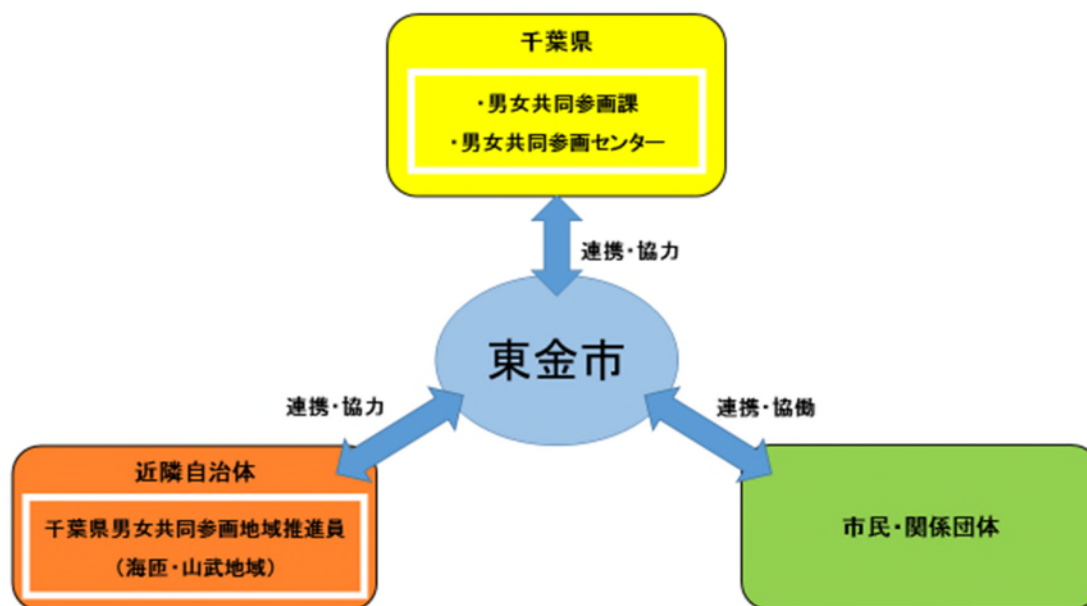 千葉県
・男女共同参画課
・男女共同参画センター
連携・協力
東金市
連携・協力
連携・協働
近隣自治体
千葉県男女共同参画地域推進員
（海匝・山武地域）
市民・関係団体